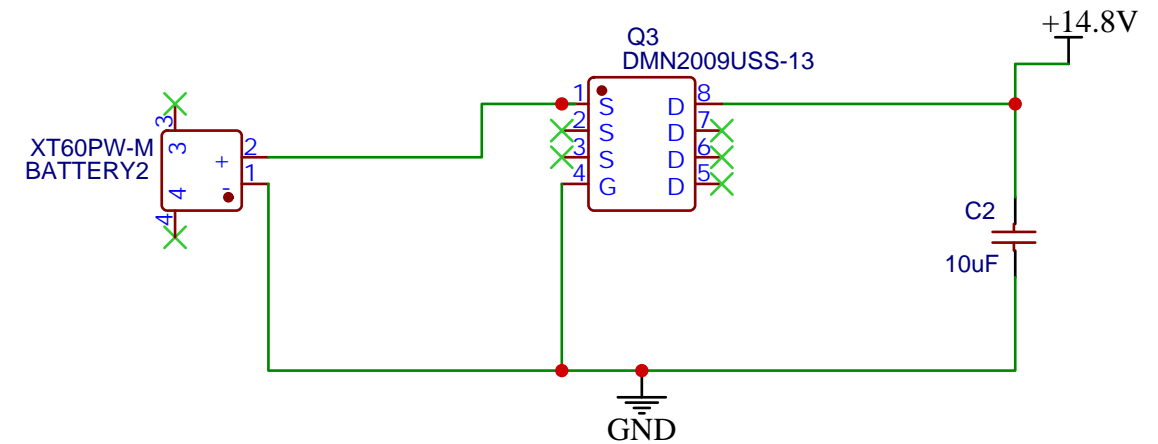 +14.8V
Q3
DMN2009USS-13
1 S D 8
2 S D 7
3 S D 6
4 G D 5
XT60PW-M
BATTERY2
3
3
+ 2
- 1
4
4
C2
10uF
GND